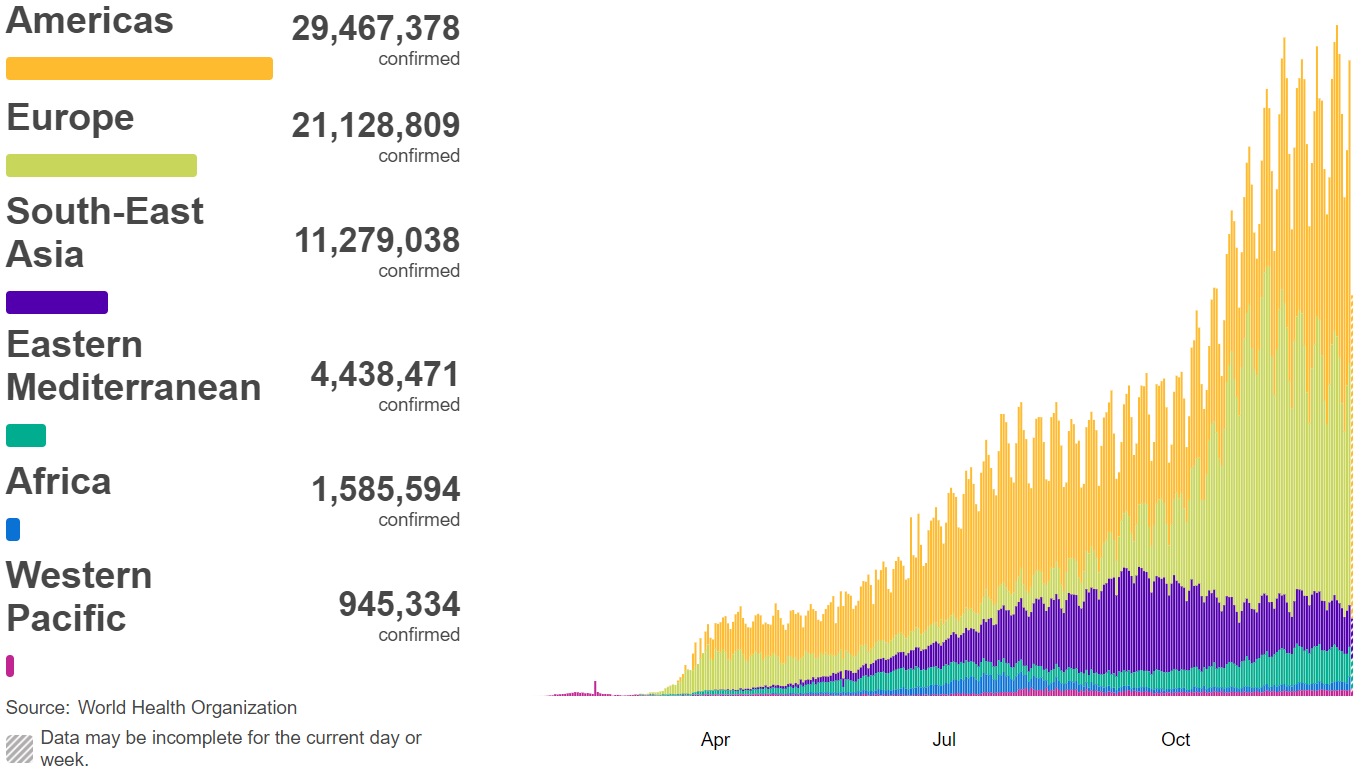 Americas
29,467,378
confirmed
Europe
21,128,809
confirmed
South-East
Asia
11,279,038
confirmed
Eastern
Mediterranean
4,438,471
confirmed
Africa
1,585,594
confirmed
Western
Pacific
945,334
confirmed
Source: World Health Organization
Data may be incomplete for the current day or
week.
Apr
Jul
Oct